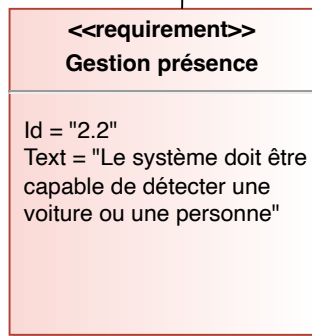 <<requirement>>
Gestion présence
Id = "2.2"
Text = "Le système doit être
capable de détecter une
voiture ou une personne"